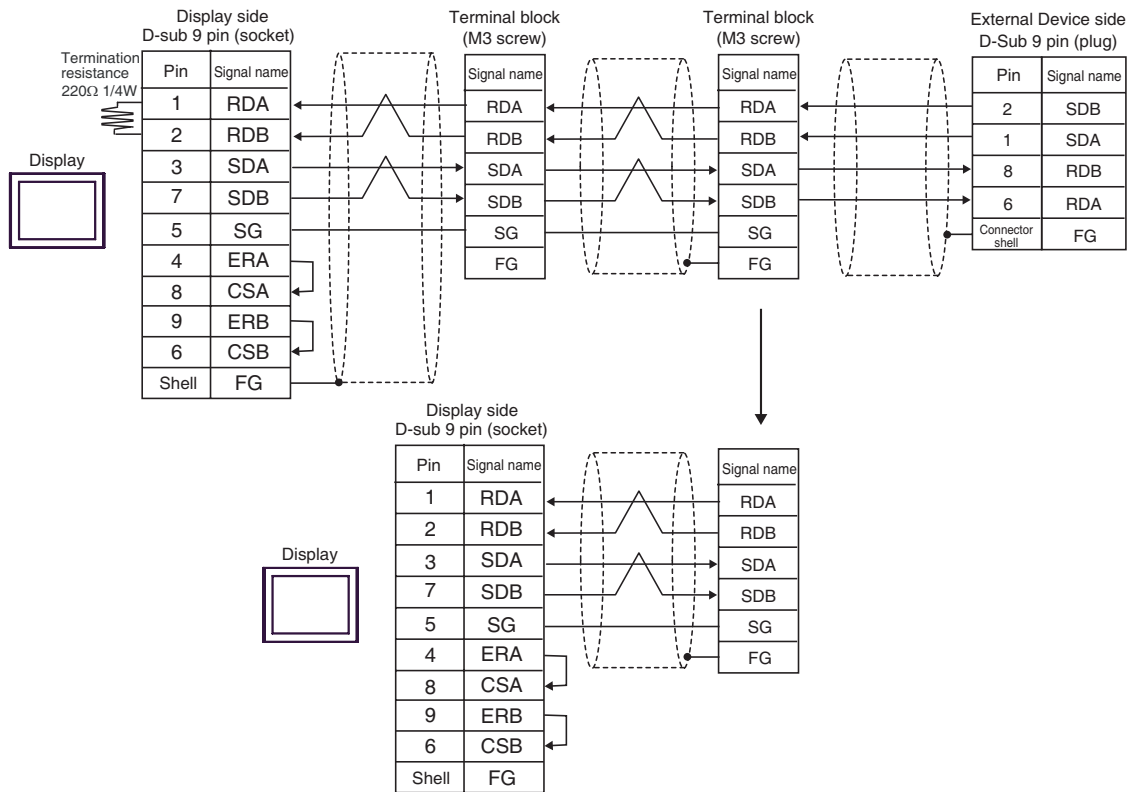 Display side
D-sub 9 pin (socket)
Terminal block
(M3 screw)
Terminal block
(M3 screw)
External Device side
D-Sub 9 pin (plug)
Termination
resistance
220Ω 1/4W
Display
Pin Signal name
1 RDA
2 RDB
3 SDA
7 SDB
5 SG
4 ERA
8 CSA
9 ERB
6 CSB
Shell FG
Signal name
RDA
RDB
SDA
SDB
SG
FG
Signal name
RDA
RDB
SDA
SDB
SG
FG
Pin Signal name
2 SDB
1 SDA
8 RDB
6 RDA
Connector
shell
FG
Display side
D-sub 9 pin (socket)
Display
Pin Signal name
1 RDA
2 RDB
3 SDA
7 SDB
5 SG
4 ERA
8 CSA
9 ERB
6 CSB
Shell FG
Signal name
RDA
RDB
SDA
SDB
SG
FG